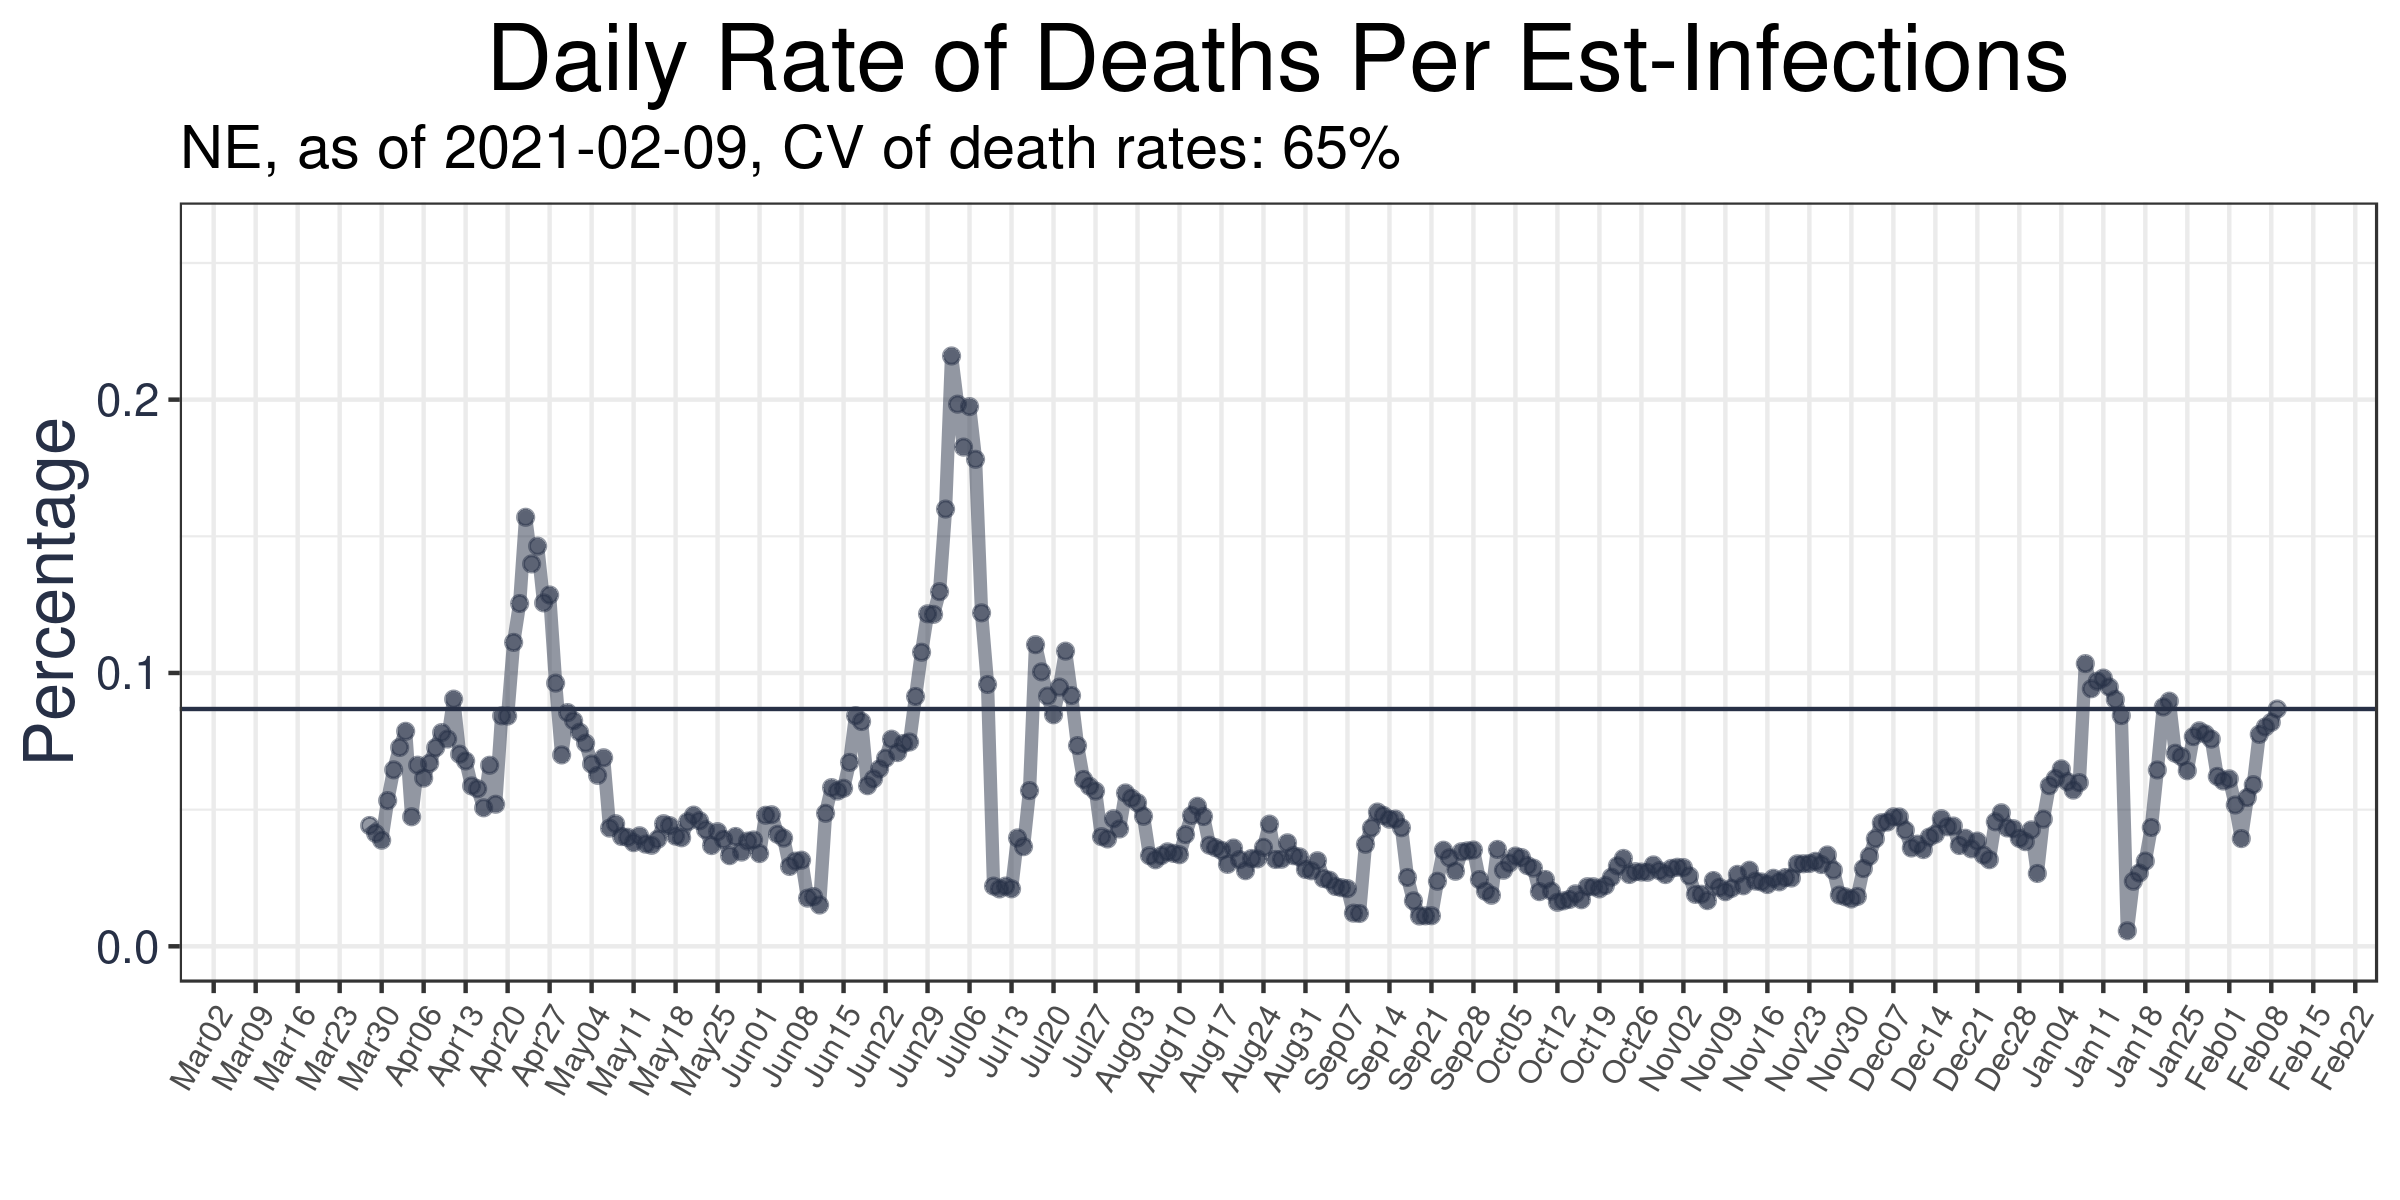 Daily Rate of Deaths Per Est-Infections
NE, as of 2021-02-09, CV of death rates: 65%
Percentage
0.2
0.1
0.0
Mar02
Mar09
Mar16
Mar23
Mar30
Apr06
Apr13
Apr20
Apr27
May04
May11
May18
May25
Jun01
Jun08
Jun15
Jun22
Jun29
Jul06
Jul13
Jul20
Jul27
Aug03
Aug10
Aug17
Aug24
Aug31
Sep07
Sep14
Sep21
Sep28
Oct05
Oct12
Oct19
Oct26
Nov02
Nov09
Nov16
Nov23
Nov30
Dec07
Dec14
Dec21
Dec28
Jan04
Jan11
Jan18
Jan25
Feb01
Feb08
Feb15
Feb22